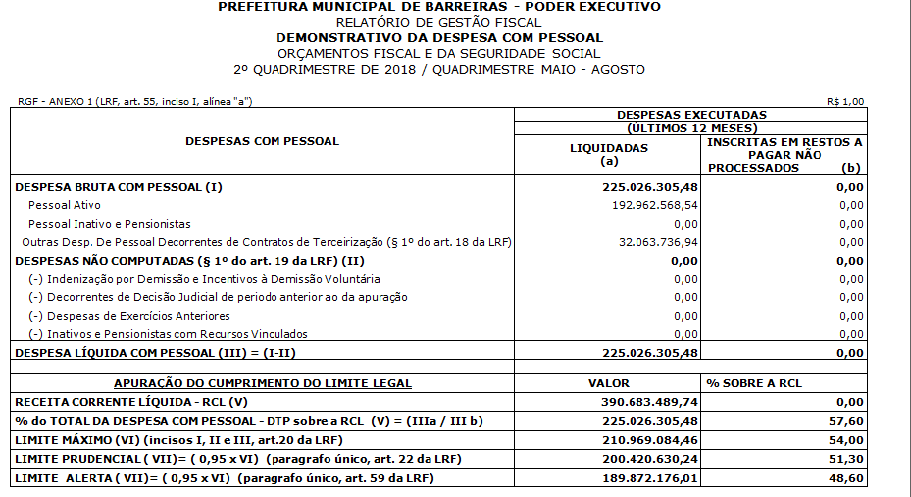 PREFEITURA MUNICIPAL DE BARREIRAS - PODER EXECUTIVO
RELATÓRIO DE GESTÃO FISCAL
DEMONSTRATIVO DA DESPESA COM PESSOAL
ORÇAMENTOS FISCAL E DA SEGURIDADE SOCIAL
2º QUADRIMESTRE DE 2018 / QUADRIMESTRE MAIO - AGOSTO
RGF - ANEXO 1 (LRF, art. 55, inciso I, alínea "a") R$ 1,00
DESPESAS COM PESSOAL
DESPESAS EXECUTADAS
(ÚLTIMOS 12 MESES)
LIQUIDADAS
(a)
INSCRITAS EM RESTOS A
PAGAR NÃO
PROCESSADOS (b)
DESPESA BRUTA COM PESSOAL (I) 225.026.305,48 0,00
Pessoal Ativo 192.962.568,54 0,00
Pessoal Inativo e Pensionistas 0,00 0,00
Outras Desp. De Pessoal Decorrentes de Contratos de Terceirização (§ 1º do art. 18 da LRF) 32.063.736,94 0,00
DESPESAS NÃO COMPUTADAS (§ 1º do art. 19 da LRF) (II) 0,00 0,00
(-) Indenização por Demissão e Incentivos à Demissão Voluntária 0,00 0,00
(-) Decorrentes de Decisão Judicial de periodo anterior ao da apuração 0,00 0,00
(-) Despesas de Exercícios Anteriores 0,00 0,00
(-) Inativos e Pensionistas com Recursos Vinculados 0,00 0,00
DESPESA LÍQUIDA COM PESSOAL (III) = (I-II) 225.026.305,48 0,00
APURAÇÃO DO CUMPRIMENTO DO LIMITE LEGAL VALOR % SOBRE A RCL
RECEITA CORRENTE LÍQUIDA - RCL (V) 390.683.489,74 0,00
% do TOTAL DA DESPESA COM PESSOAL - DTP sobre a RCL (V) = (IIIa / III b) 225.026.305,48 57,60
LIMITE MÁXIMO (VI) (incisos I, II e III, art.20 da LRF) 210.969.084,46 54,00
LIMITE PRUDENCIAL ( VII)= ( 0,95 x VI) (paragrafo único, art. 22 da LRF) 200.420.630,24 51,30
LIMITE ALERTA ( VII)= ( 0,95 x VI) (paragrafo único, art. 59 da LRF) 189.872.176,01 48,60